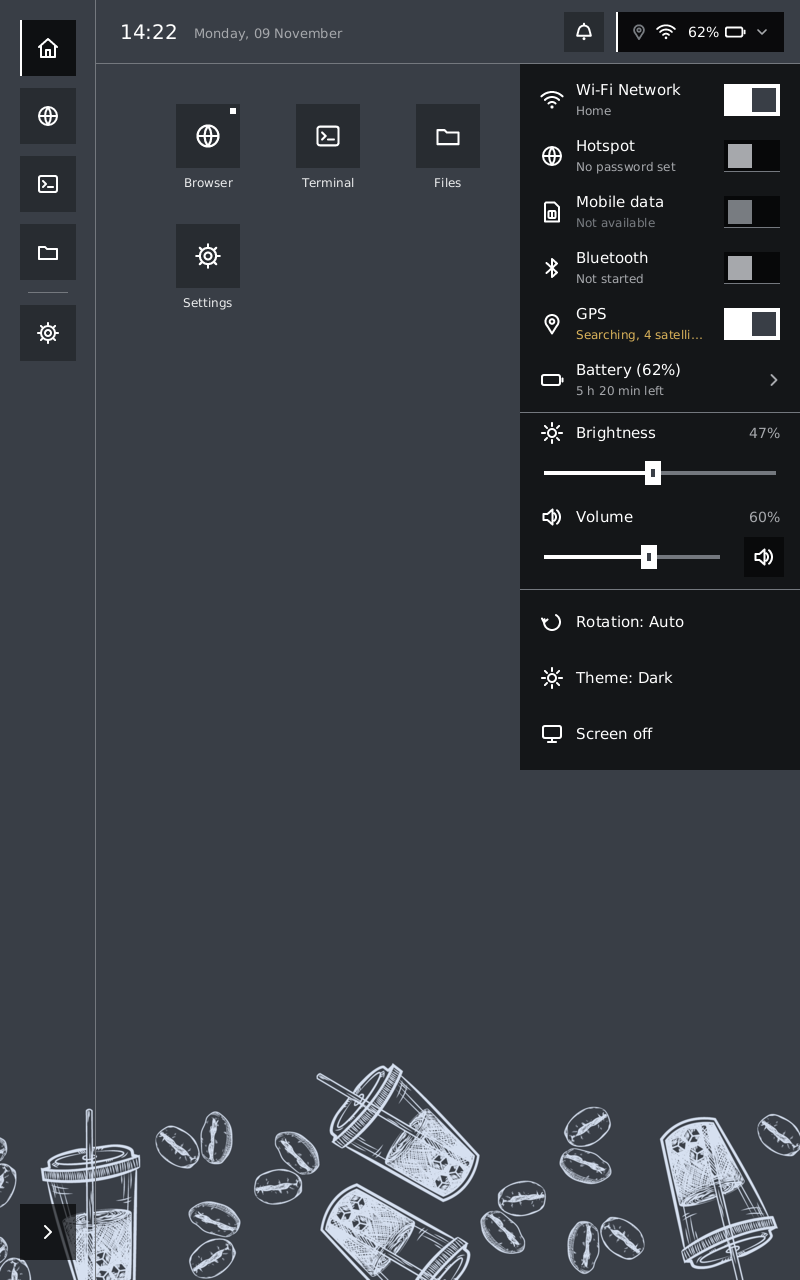 14:22 Monday, 09 November 62%
Browser Terminal Files
Settings
Wi-Fi Network
Home
Hotspot
No password set
Mobile data
Not available
Bluetooth
Not started
GPS
Searching, 4 satelli...
Battery (62%)
5 h 20 min left
Brightness 47%
Volume 60%
Rotation: Auto
Theme: Dark
Screen off